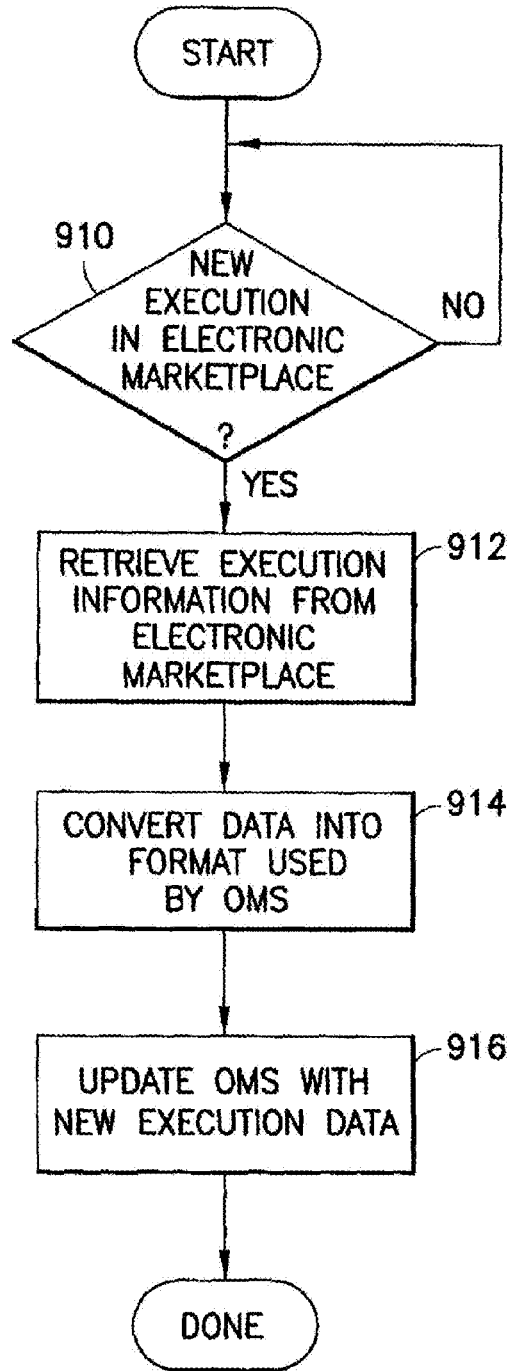 START
910
NEW
EXECUTION
IN ELECTRONIC
MARKETPLACE
?
NO
YES
912
RETRIEVE EXECUTION
INFORMATION FROM
ELECTRONIC
MARKETPLACE
914
CONVERT DATA INTO
FORMAT USED
BY OMS
916
UPDATE OMS WITH
NEW EXECUTION DATA
DONE